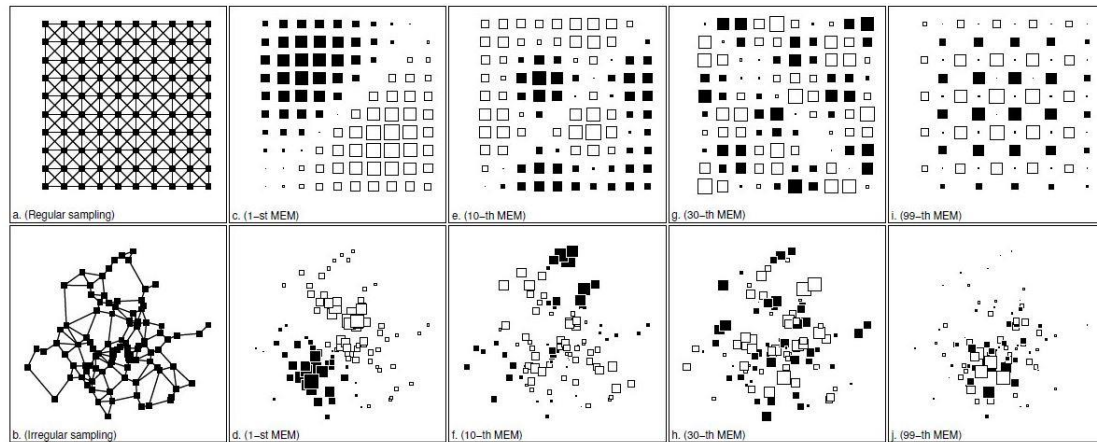 a. (Regular sampling)
c. (1-st MEM)
e. (10-th MEM)
g. (30-th MEM)
i. (99-th MEM)
b. (Irregular sampling)
d. (1-st MEM)
f. (10-th MEM)
h. (30-th MEM)
j. (99-th MEM)